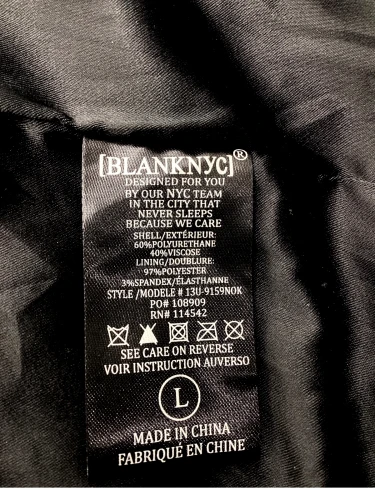 [BLANKNYC]®
DESIGNED FOR YOU
BY OUR NYC TEAM
IN THE CITY THAT
NEVER SLEEPS
BECAUSE WE CARE
SHELL/EXTÉRIEUR:
60%POLYURETHANE
40%VISCOSE
LINING/DOUBLURE:
97%POLYESTER
3%SPANDEX/ÉLASTHANNE
STYLE /MODELE # 13U-9159NOK
PO# 108909
RN# 114542
SEE CARE ON REVERSE
VOIR INSTRUCTION AUVERSO
L
MADE IN CHINA
FABRIQUÉ EN CHINE